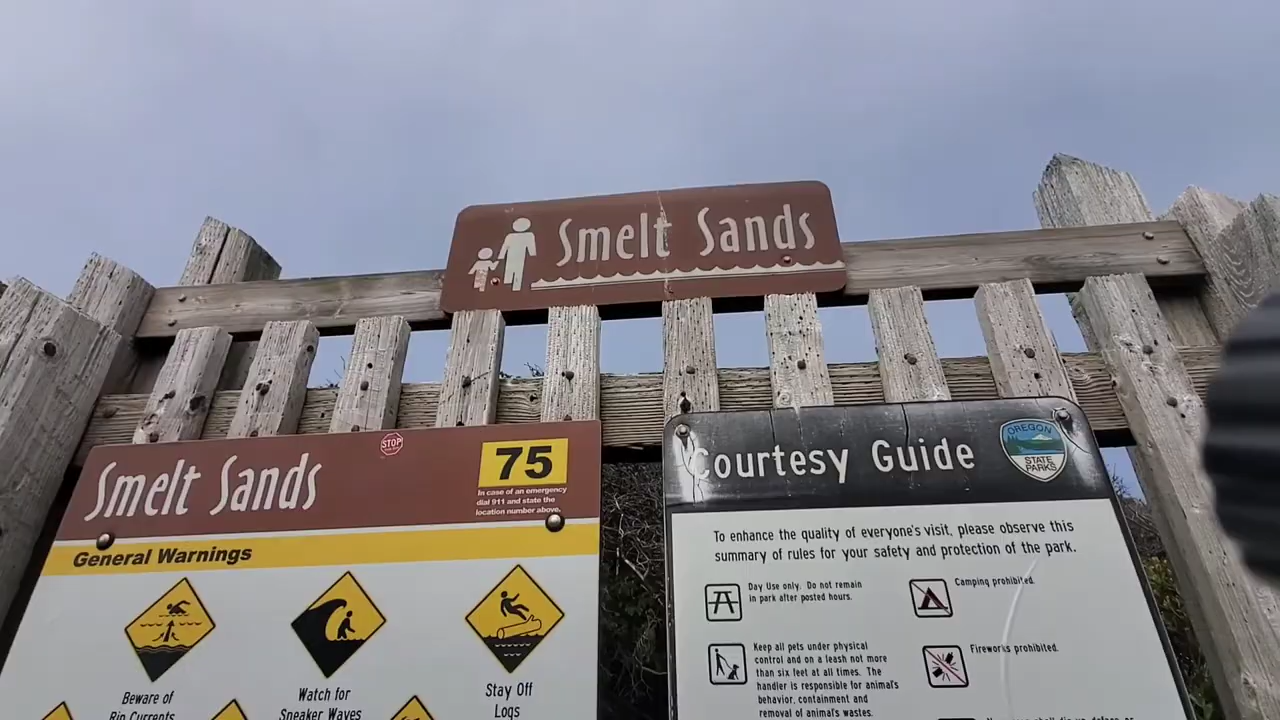 Smelt Sands
Smelt Sands
STOP
75
In case of an emergency
dial 911 and state the
location number above.
General Warnings
Beware of
Rip Currents
Watch for
Sneaker Waves
Stay Off
Logs
Courtesy Guide
OREGON
STATE
PARKS
To enhance the quality of everyone's visit, please observe this
summary of rules for your safety and protection of the park.
Day Use only. Do not remain
in park after posted hours.
Camping prohibited.
Keep all pets under physical
control and on a leash not more
than six feet at all times. The
handler is responsible for animal's
behavior, containment and
removal of animal's wastes.
Fireworks prohibited.